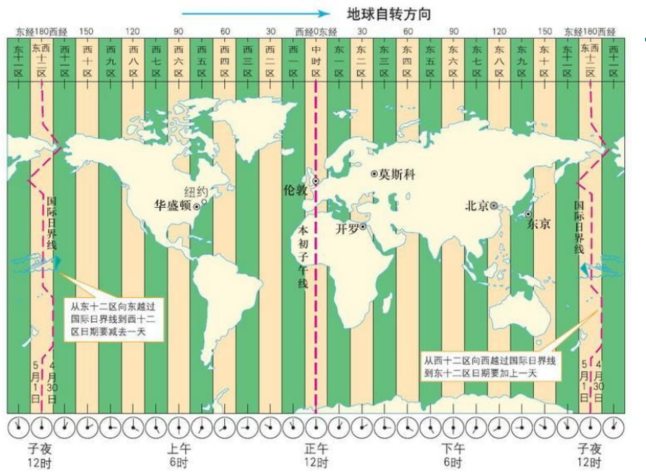 地球自转方向
东经180西经 150 120 90 60 30 西经0东经 30 60 90 120 150 东经180西经
东十一区 东西十二区 西十一区 西十区 西九区 西八区 西七区 西六区 西五区 西四区 西三区 西二区 西一区 中时区 东一区 东二区 东三区 东四区 东五区 东六区 东七区 东八区 东九区 东十区 东十一区 东西十二区 西十一区
莫斯科
伦敦
纽约
华盛顿
北京
东京
开罗
国际日界线
本初子午线
国际日界线
从东十二区向东越过
国际日界线到西十二
区日期要减去一天
从西十二区向西越过国际日界线
到东十二区日期要加上一天
5月1日
4月30日
5月1日
4月30日
子夜 上午 正午 下午 子夜
12时 6时 12时 6时 12时